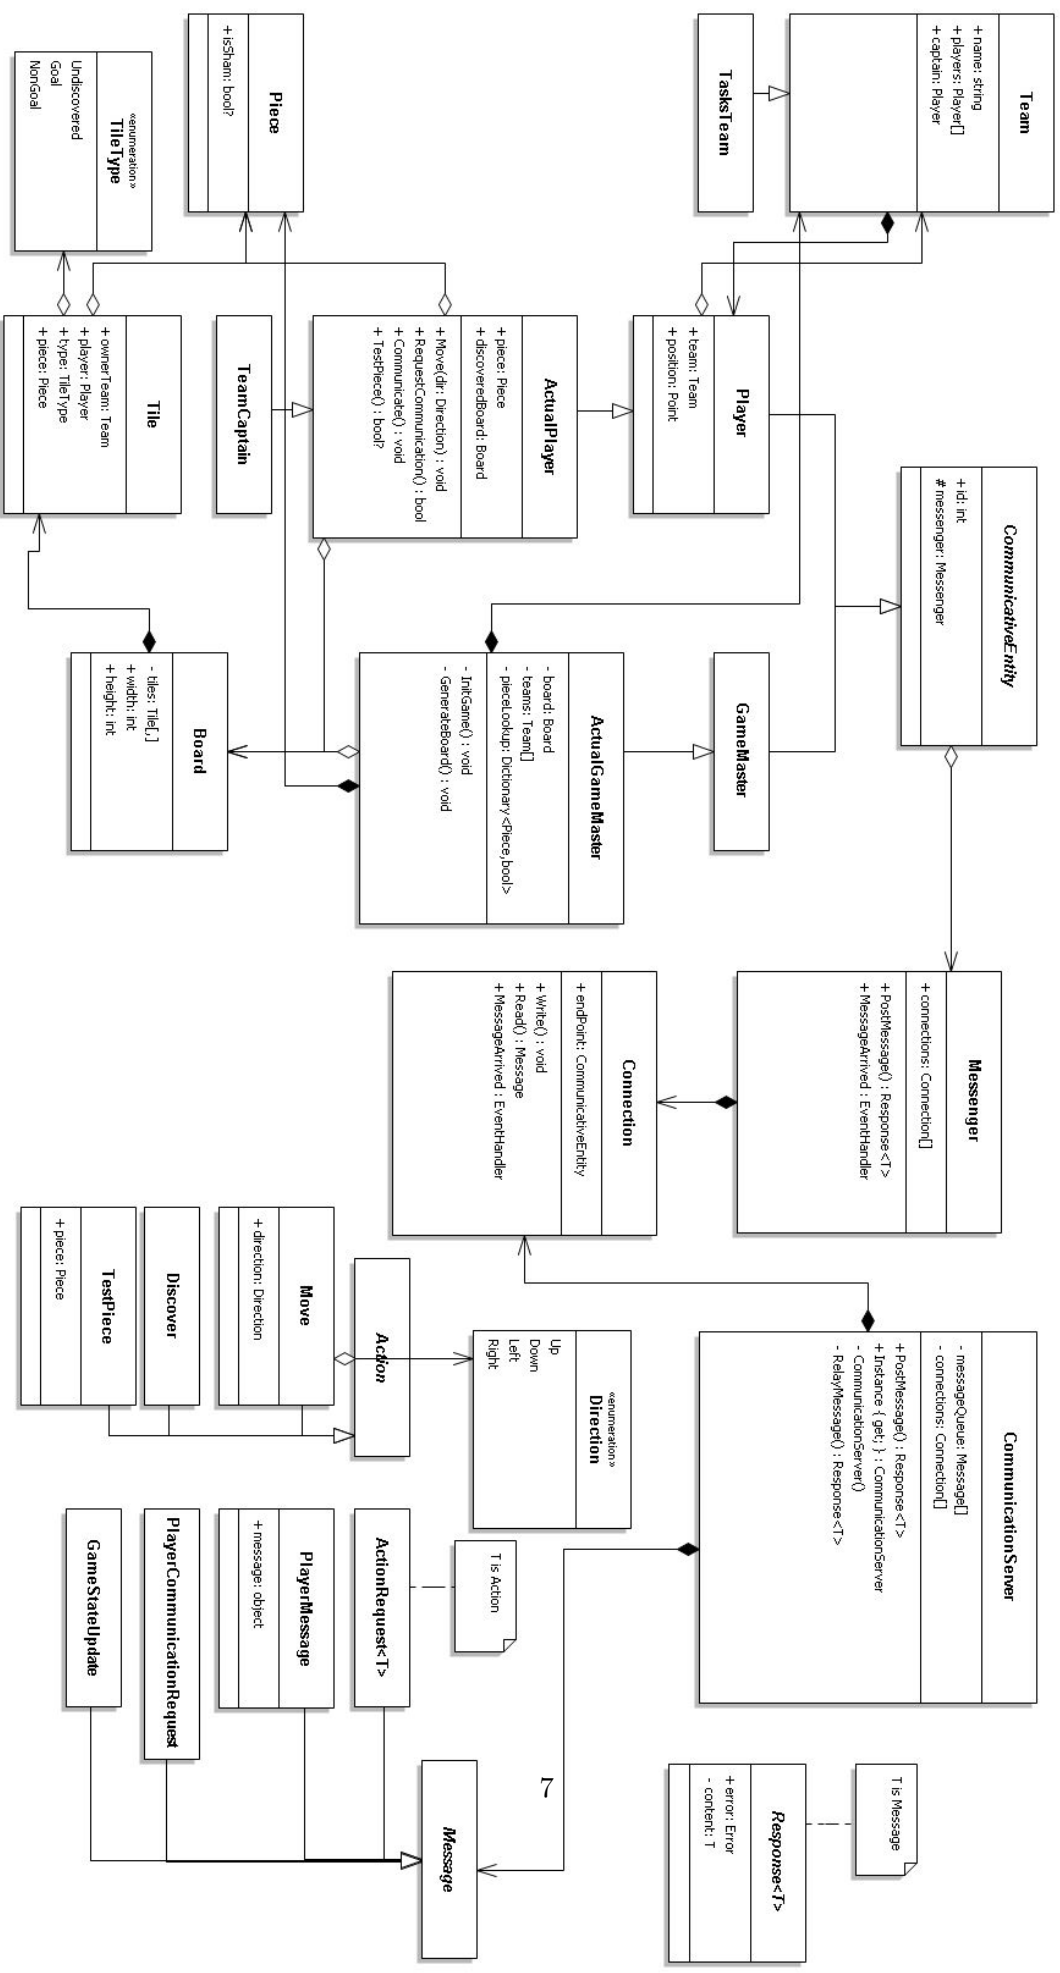 Team
+ name: string
+ players: Player[]
+ captain: Player
TasksTeam
Piece
+ isSham: bool?
«enumeration»
TileType
Undiscovered
Goal
NonGoal
Player
+ team: Team
+ position: Point
ActualPlayer
+ piece: Piece
+ discoveredBoard: Board
+ Move(dir: Direction) : void
+ RequestCommunication() : bool
+ Communicate() : void
+ TestPiece() : bool?
TeamCaptain
Tile
+ ownerTeam: Team
+ player: Player
+ type: TileType
+ piece: Piece
CommunicativeEntity
+ id: int
# messenger: Messenger
GameMaster
ActualGameMaster
- board: Board
- teams: Team[]
- pieceLookup: Dictionary<Piece,bool>
- InitGame() : void
- GenerateBoard() : void
Board
- tiles: Tile[,]
+ width: int
+ height: int
Messenger
+ connections: Connection[]
+ PostMessage() : Response<T>
+ MessageArrived : EventHandler
Connection
+ endPoint: CommunicativeEntity
+ Write() : void
+ Read() : Message
+ MessageArrived : EventHandler
CommunicationServer
- messageQueue: Message[]
- connections: Connection[]
+ PostMessage() : Response<T>
+ Instance { get; } : CommunicationServer
- CommunicationServer()
- RelayMessage() : Response<T>
«enumeration»
Direction
Up
Down
Left
Right
Action
Move
+ direction: Direction
Discover
TestPiece
+ piece: Piece
T is Action
ActionRequest<T>
PlayerMessage
+ message: object
PlayerCommunicationRequest
GameStateUpdate
T is Message
Response<T>
+ error: Error
- content: T
Message
7